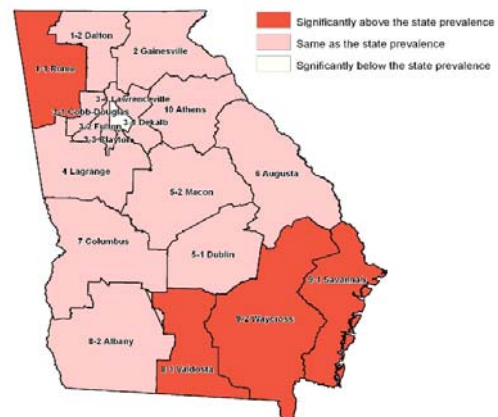 Significantly above the state prevalence
Same as the state prevalence
Sgnificantly below the state prevalence
1-2 Dalton
2 Gainesville
1-1 Rome
3-4 Lawrenceville
3-1 Cobb-Douglas
10 Athens
3-2 Fulton
3-5 Dekalb
3-3 Clayton
4 Lagrange
6 Augusta
5-2 Macon
7 Columbus
5-1 Dublin
9-1 Savannah
9-2 Waycross
8-2 Albany
8-1 Valdosta